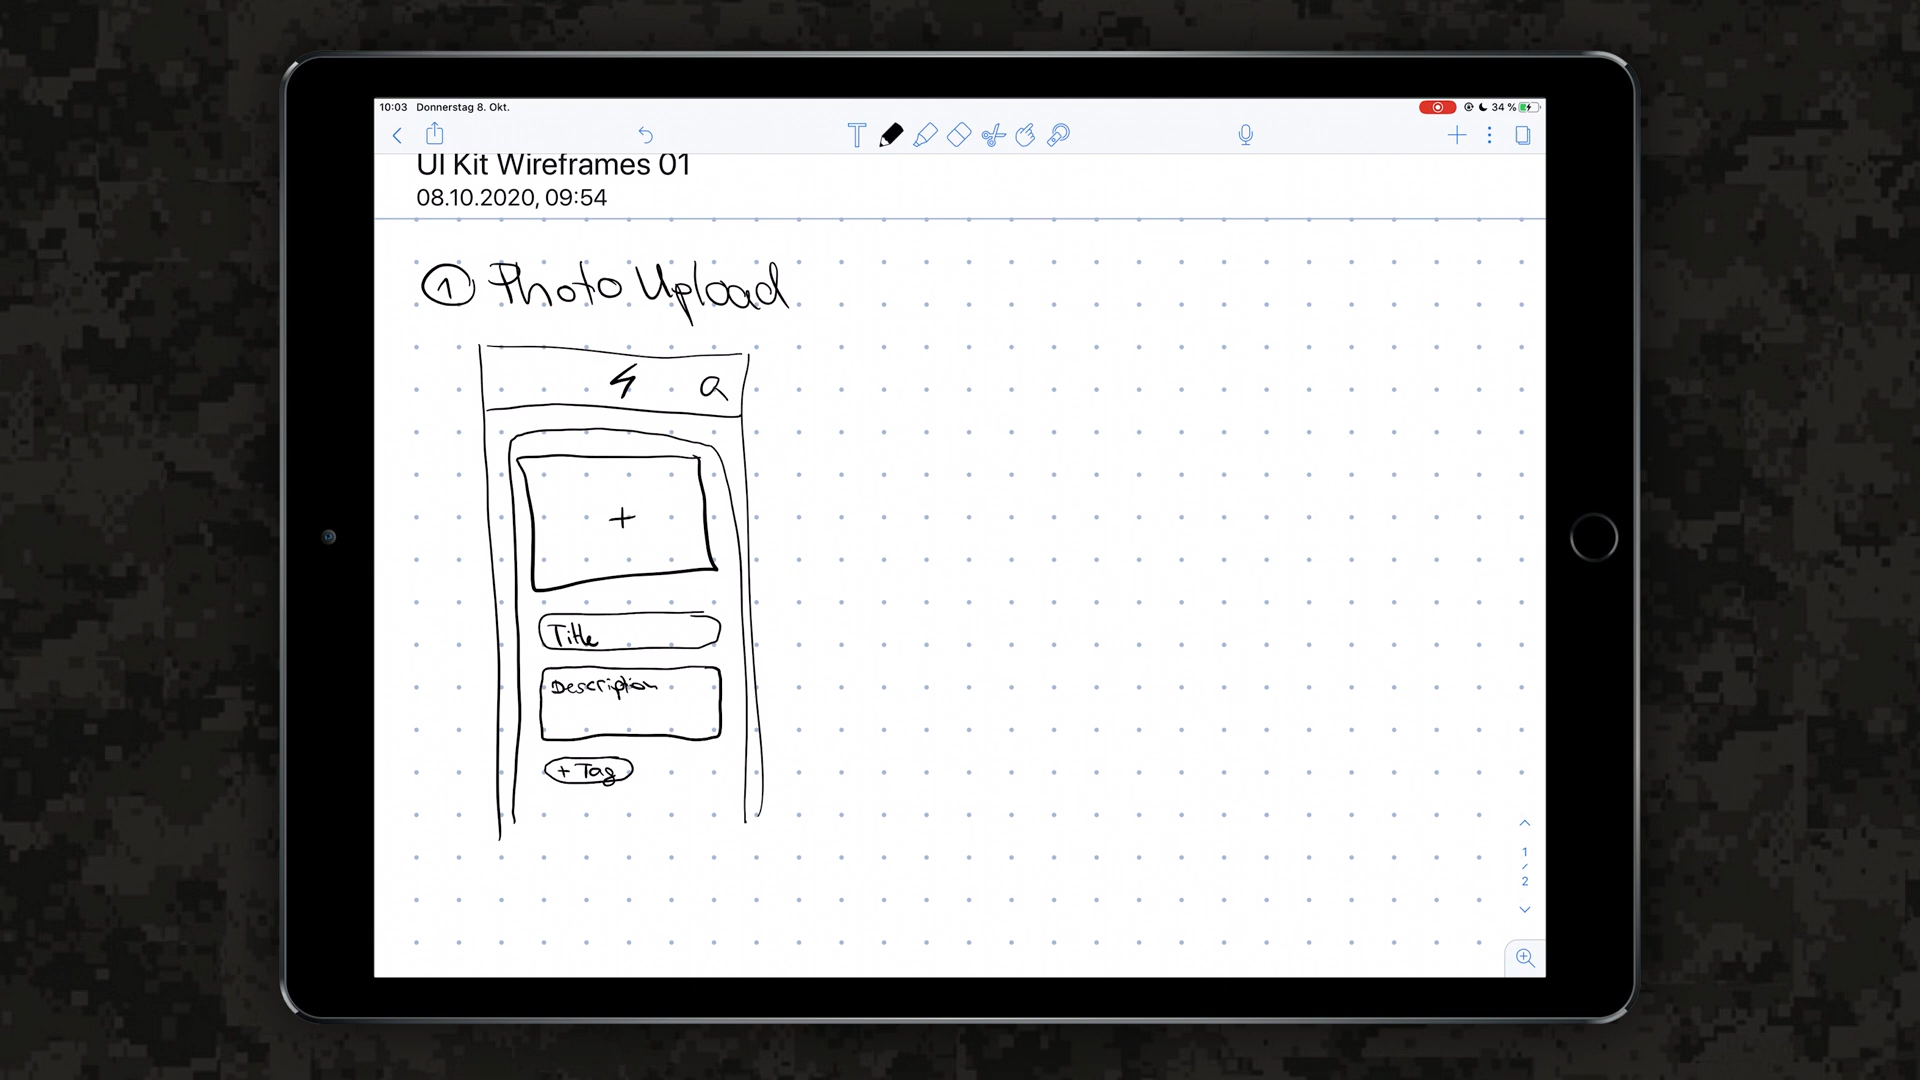 10:03 Donnerstag 8. Okt.
34 %
UI Kit Wireframes 01
08.10.2020, 09:54
1 Photo Upload
+
Title
Description
+ Tag
1
/
2